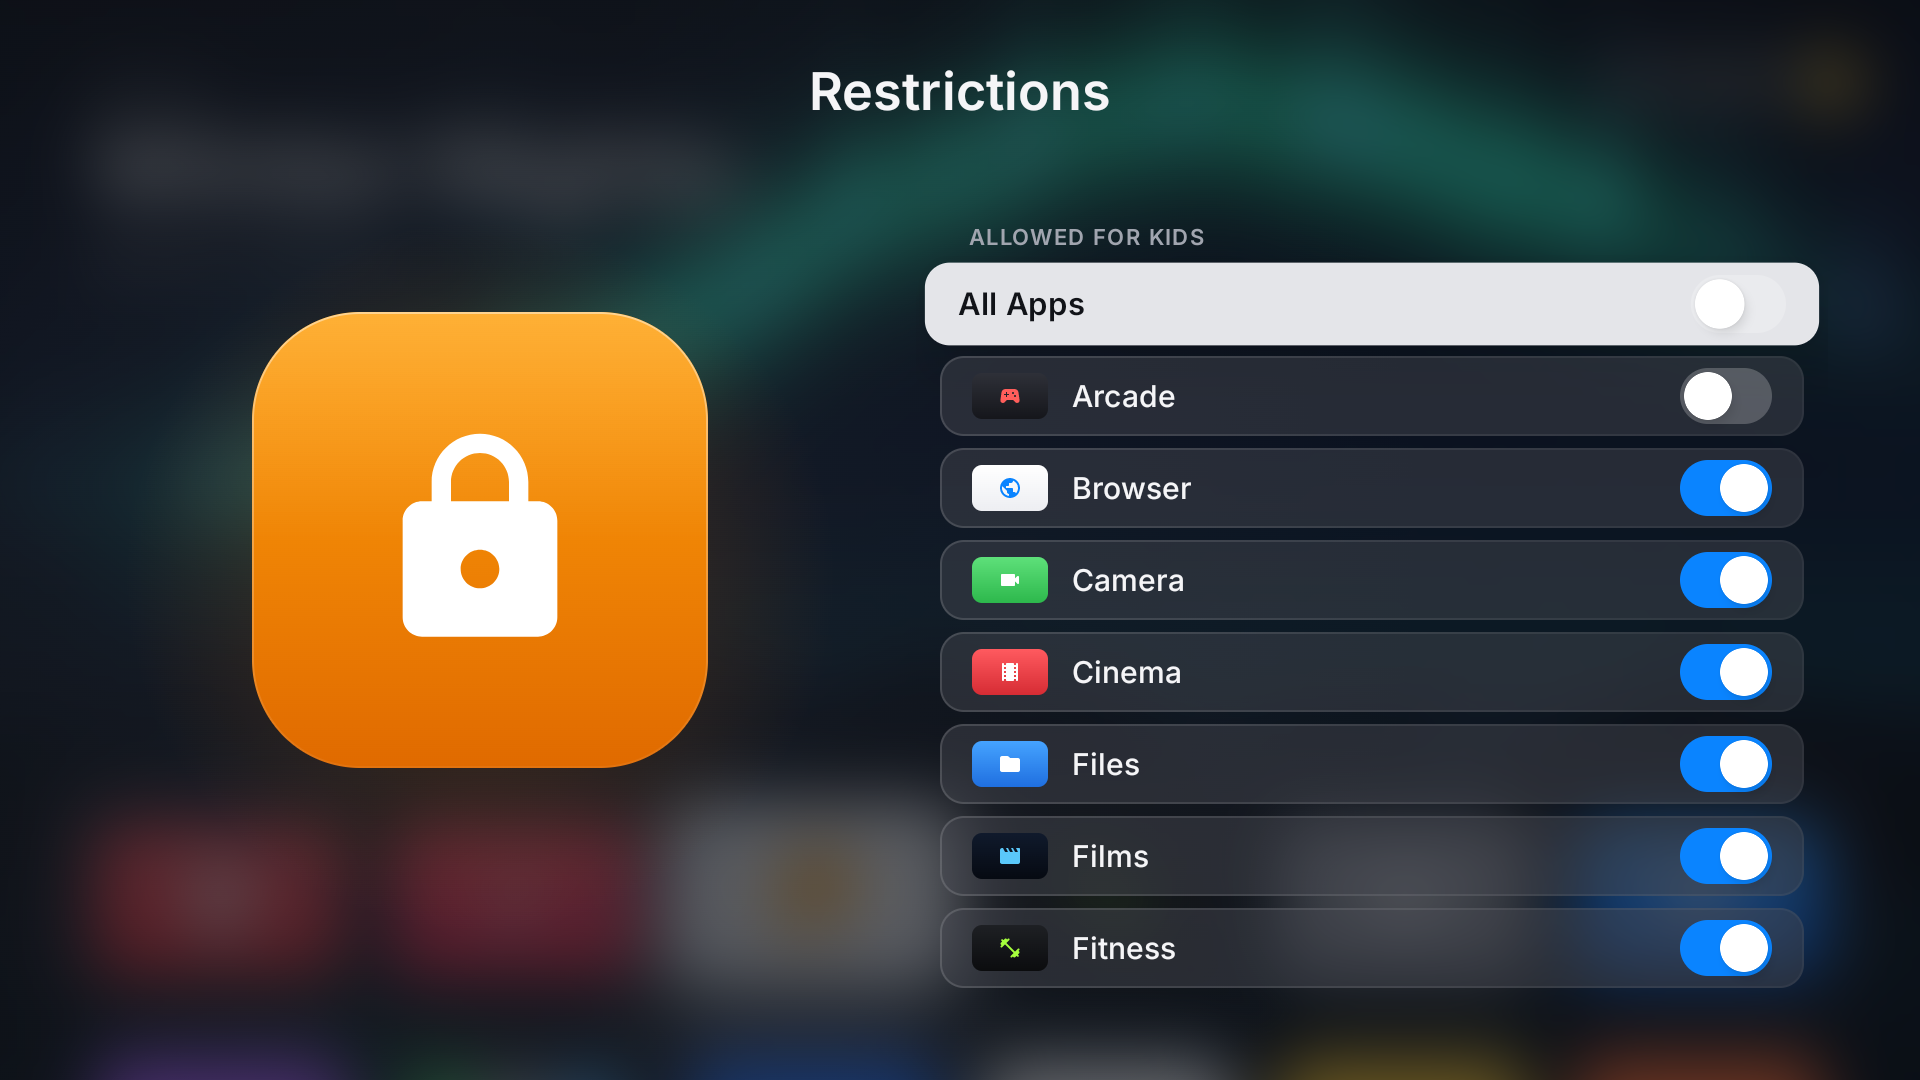 Restrictions
ALLOWED FOR KIDS
All Apps
Arcade
Browser
Camera
Cinema
Files
Films
Fitness